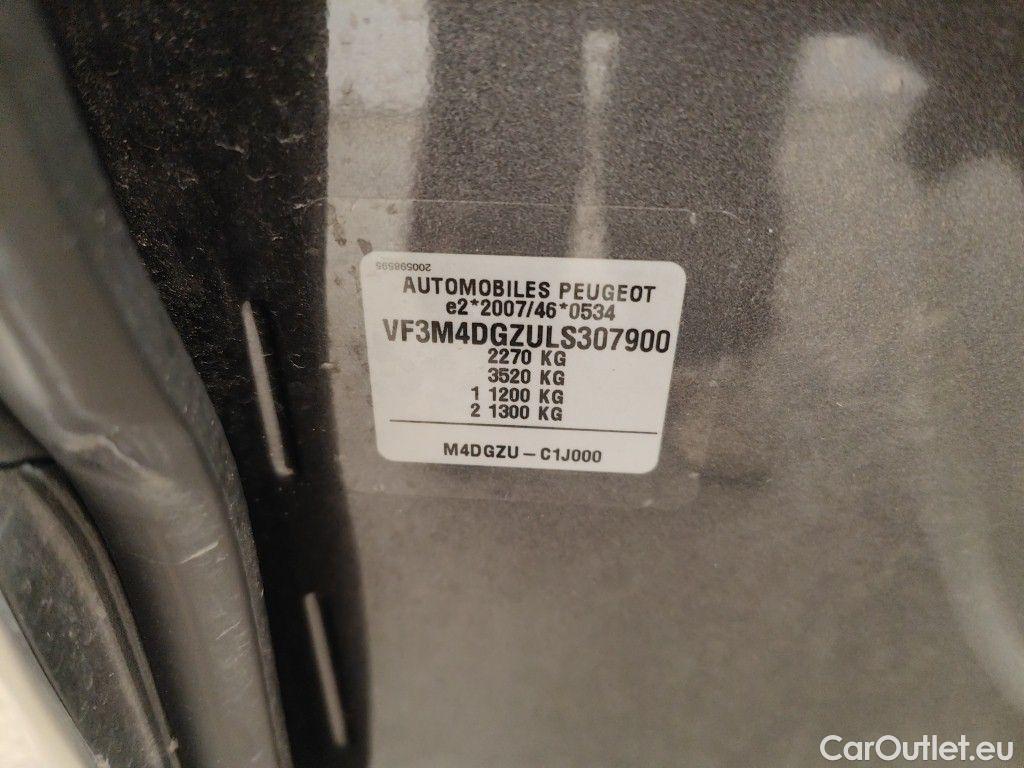 200598595
AUTOMOBILES PEUGEOT
e2*2007/46*0534
VF3M4DGZULS307900
2270 KG
3520 KG
1 1200 KG
2 1300 KG
M4DGZU – C1J000
CarOutlet.eu